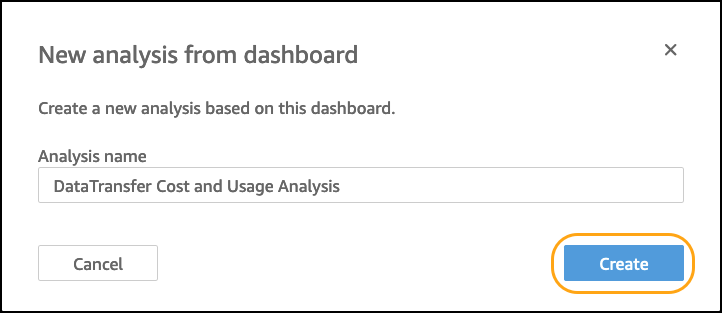 New analysis from dashboard
Create a new analysis based on this dashboard.
Analysis name
DataTransfer Cost and Usage Analysis
Cancel Create